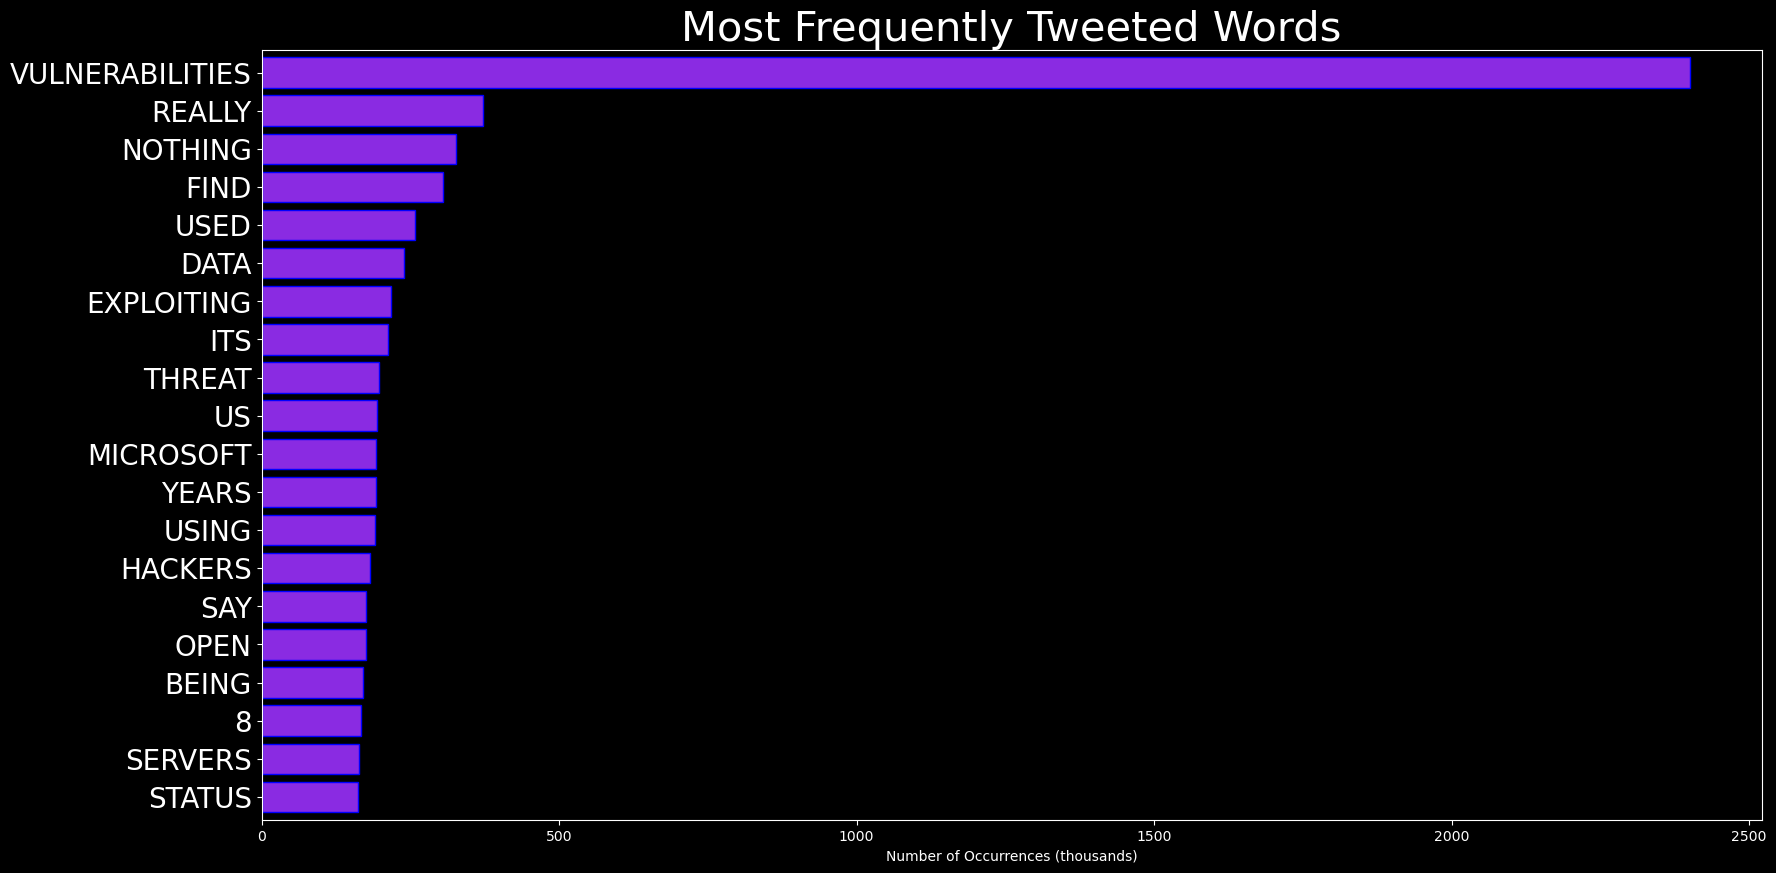 Most Frequently Tweeted Words
VULNERABILITIES
REALLY
NOTHING
FIND
USED
DATA
EXPLOITING
ITS
THREAT
US
MICROSOFT
YEARS
USING
HACKERS
SAY
OPEN
BEING
8
SERVERS
STATUS
0 500 1000 1500 2000 2500
Number of Occurrences (thousands)